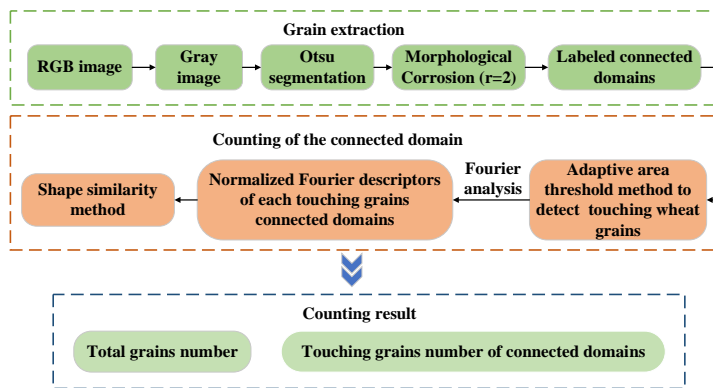 Grain extraction
RGB image
Gray
image
Otsu
segmentation
Morphological
Corrosion (r=2)
Labeled connected
domains
Counting of the connected domain
Shape similarity
method
Normalized Fourier descriptors
of each touching grains
connected domains
Fourier
analysis
Adaptive area
threshold method to
detect touching wheat
grains
Counting result
Total grains number
Touching grains number of connected domains